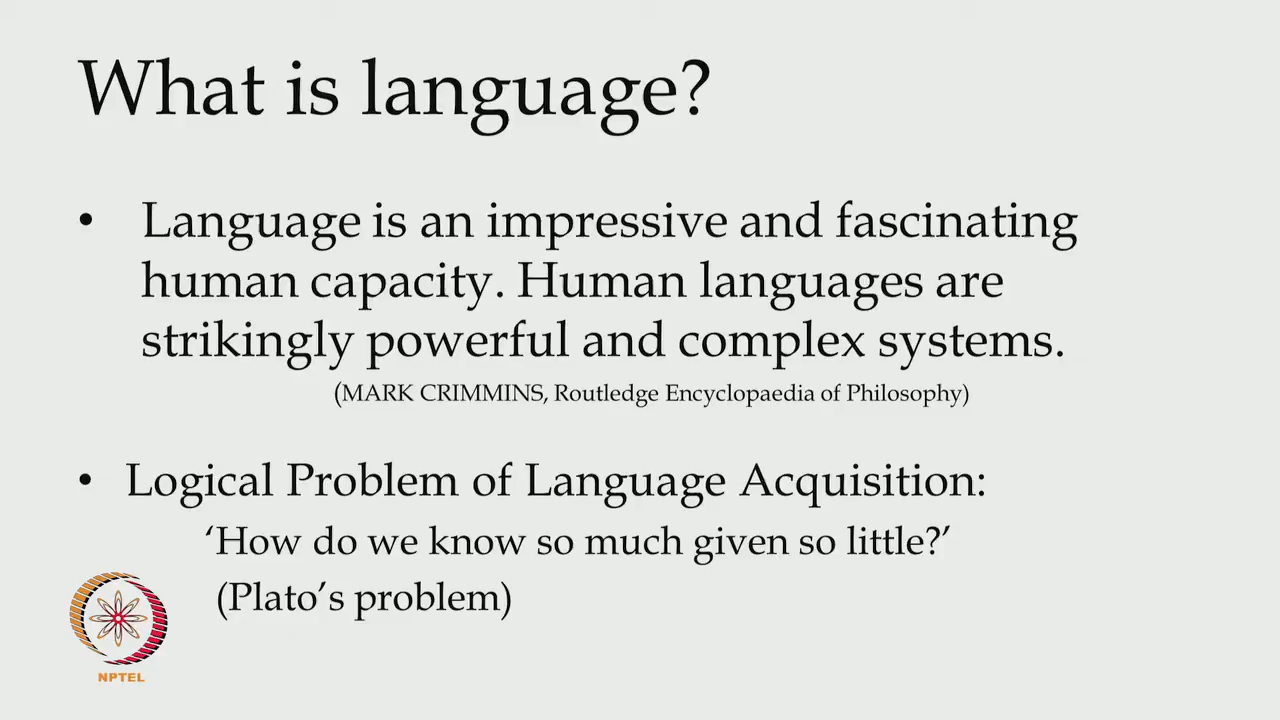 What is language?
• Language is an impressive and fascinating
human capacity. Human languages are
strikingly powerful and complex systems.
(MARK CRIMMINS, Routledge Encyclopaedia of Philosophy)
• Logical Problem of Language Acquisition:
‘How do we know so much given so little?’
(Plato’s problem)
NPTEL